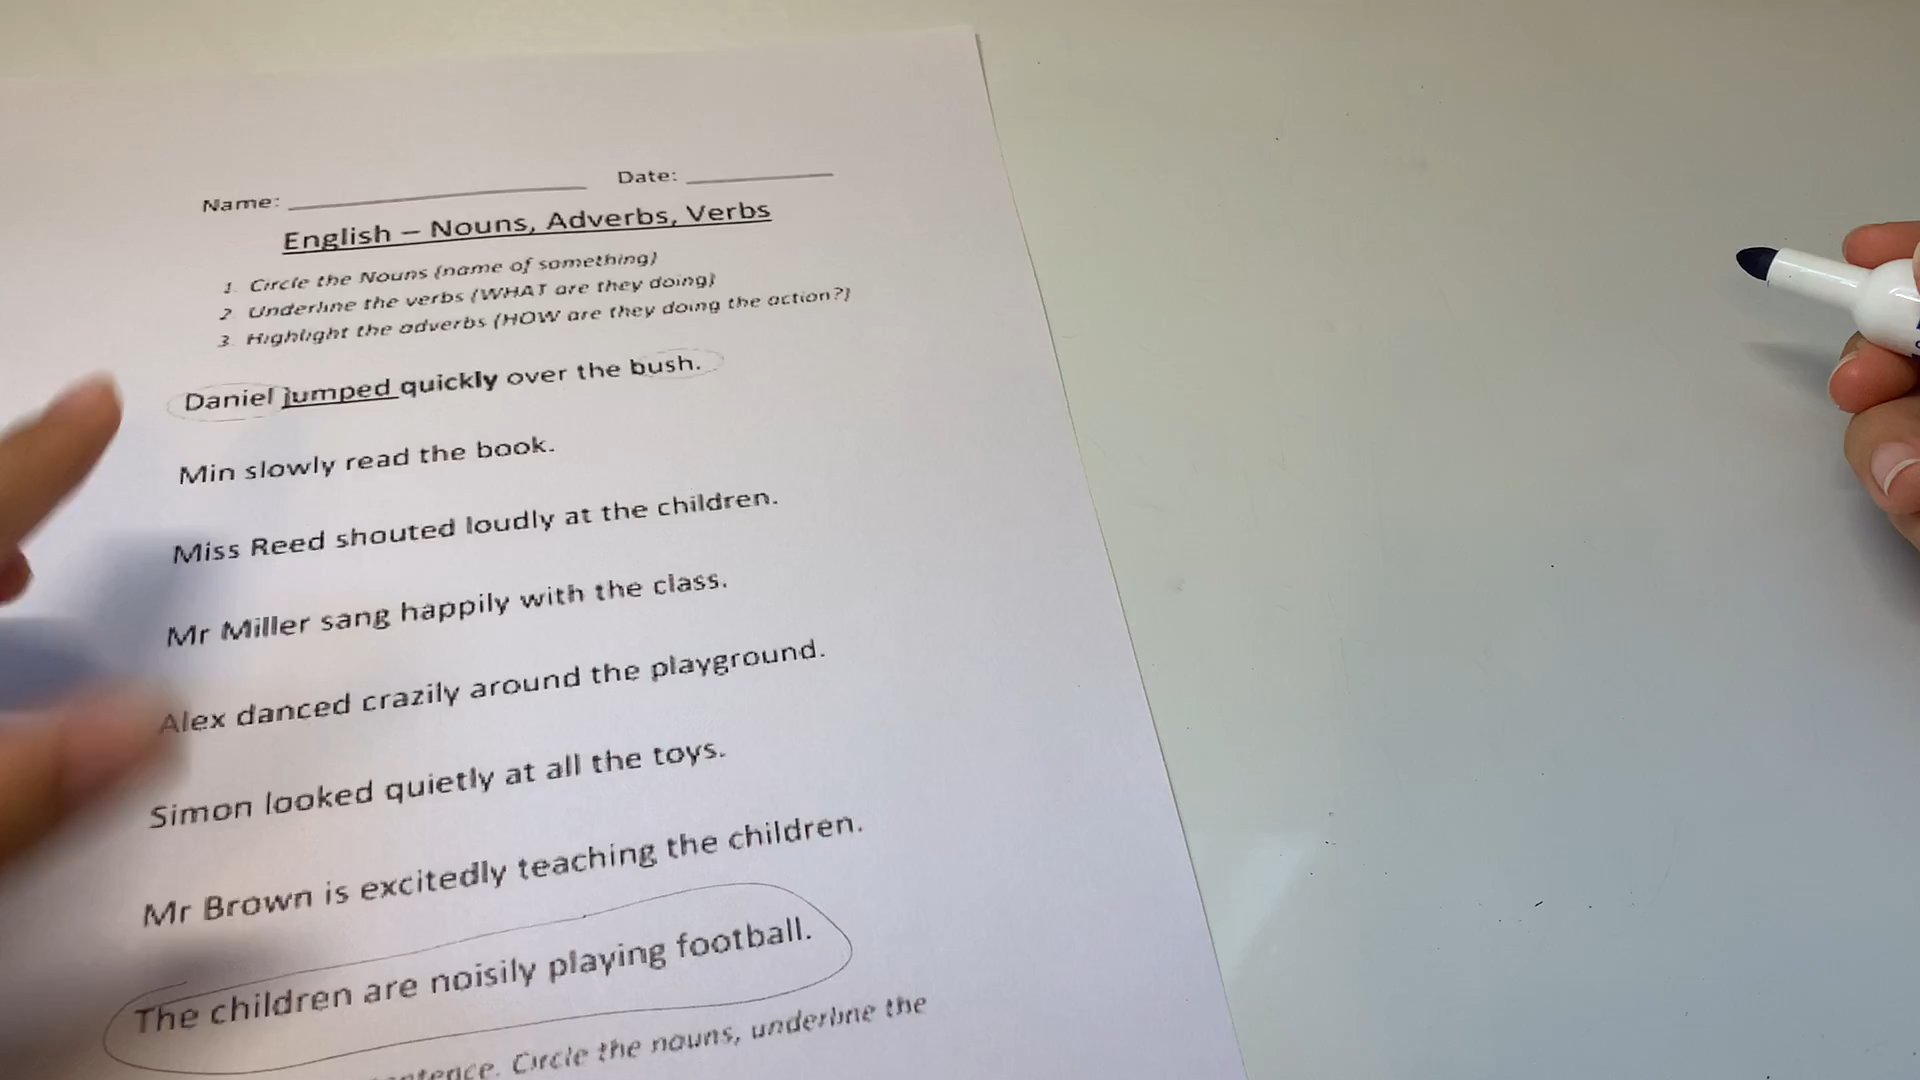 Name: Date:
English – Nouns, Adverbs, Verbs
1. Circle the Nouns (name of something)
2. Underline the verbs (WHAT are they doing)
3. Highlight the adverbs (HOW are they doing the action?)
Daniel jumped quickly over the bush.
Min slowly read the book.
Miss Reed shouted loudly at the children.
Mr Miller sang happily with the class.
Alex danced crazily around the playground.
Simon looked quietly at all the toys.
Mr Brown is excitedly teaching the children.
The children are noisily playing football.
Circle the nouns, underline the